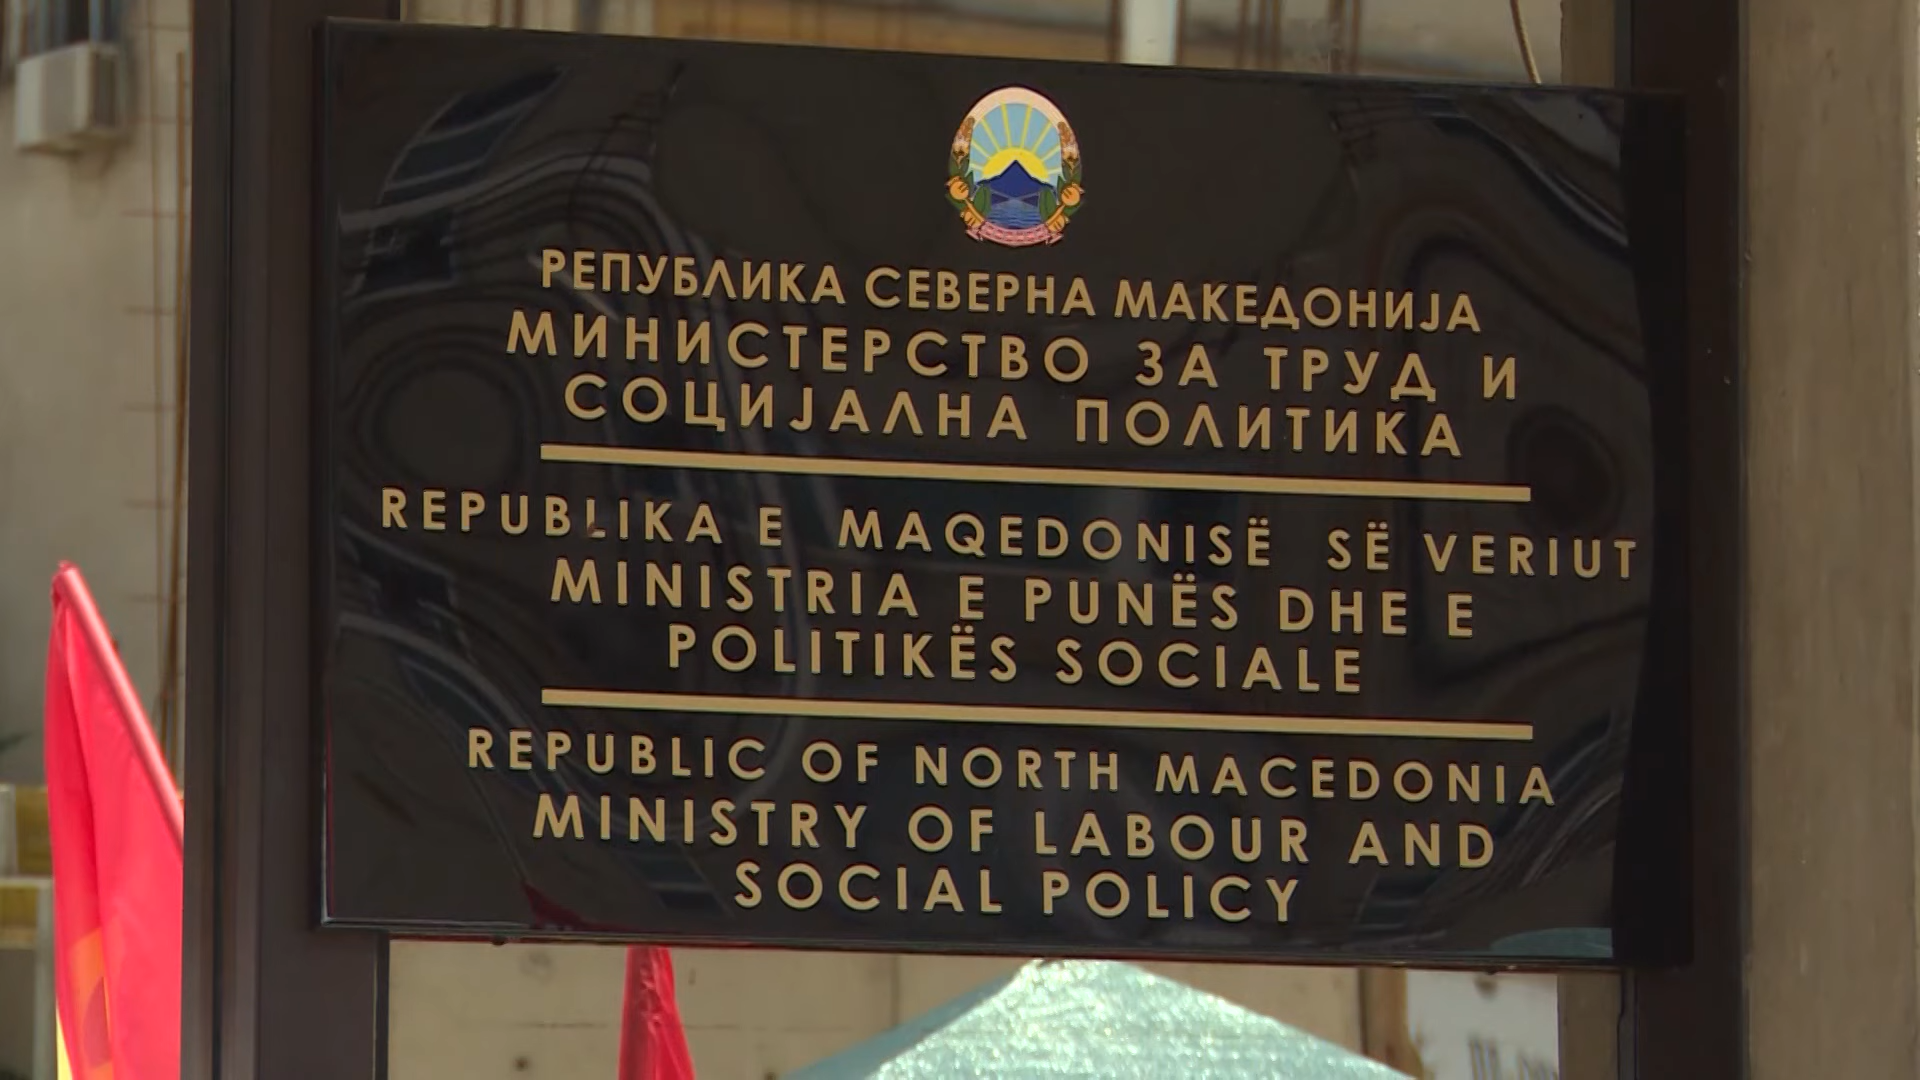 РЕПУБЛИКА СЕВЕРНА МАКЕДОНИЈА
МИНИСТЕРСТВО ЗА ТРУД И
СОЦИЈАЛНА ПОЛИТИКА
REPUBLIKA E MAQEDONISË SË VERIUT
MINISTRIA E PUNËS DHE E
POLITIKËS SOCIALE
REPUBLIC OF NORTH MACEDONIA
MINISTRY OF LABOUR AND
SOCIAL POLICY